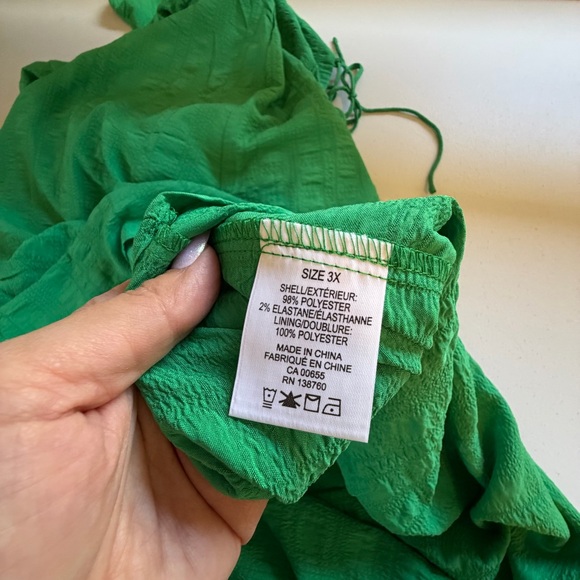 SIZE 3X
SHELL/EXTÉRIEUR:
98% POLYESTER
2% ELASTANE/ÉLASTHANNE
LINING/DOUBLURE:
100% POLYESTER
MADE IN CHINA
FABRIQUÉ EN CHINE
CA 00655
RN 138760